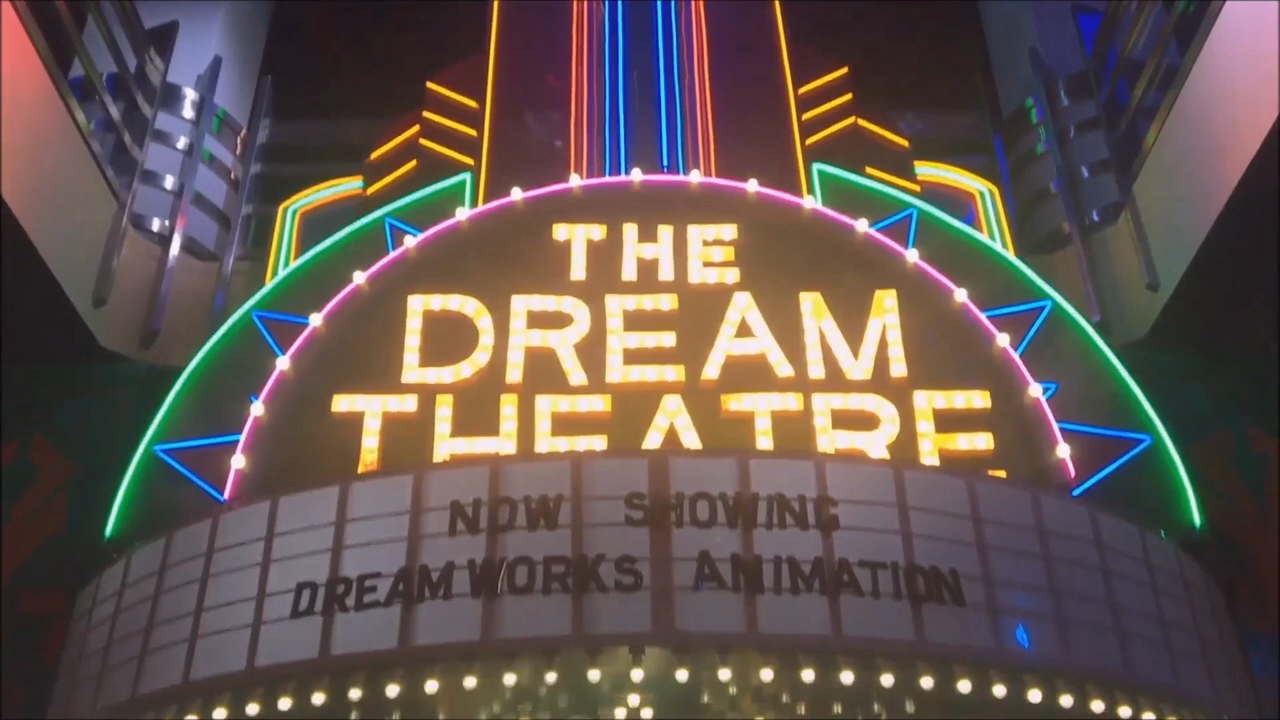 THE
DREAM
THEATRE
NOW SHOWING
DREAMWORKS ANIMATION